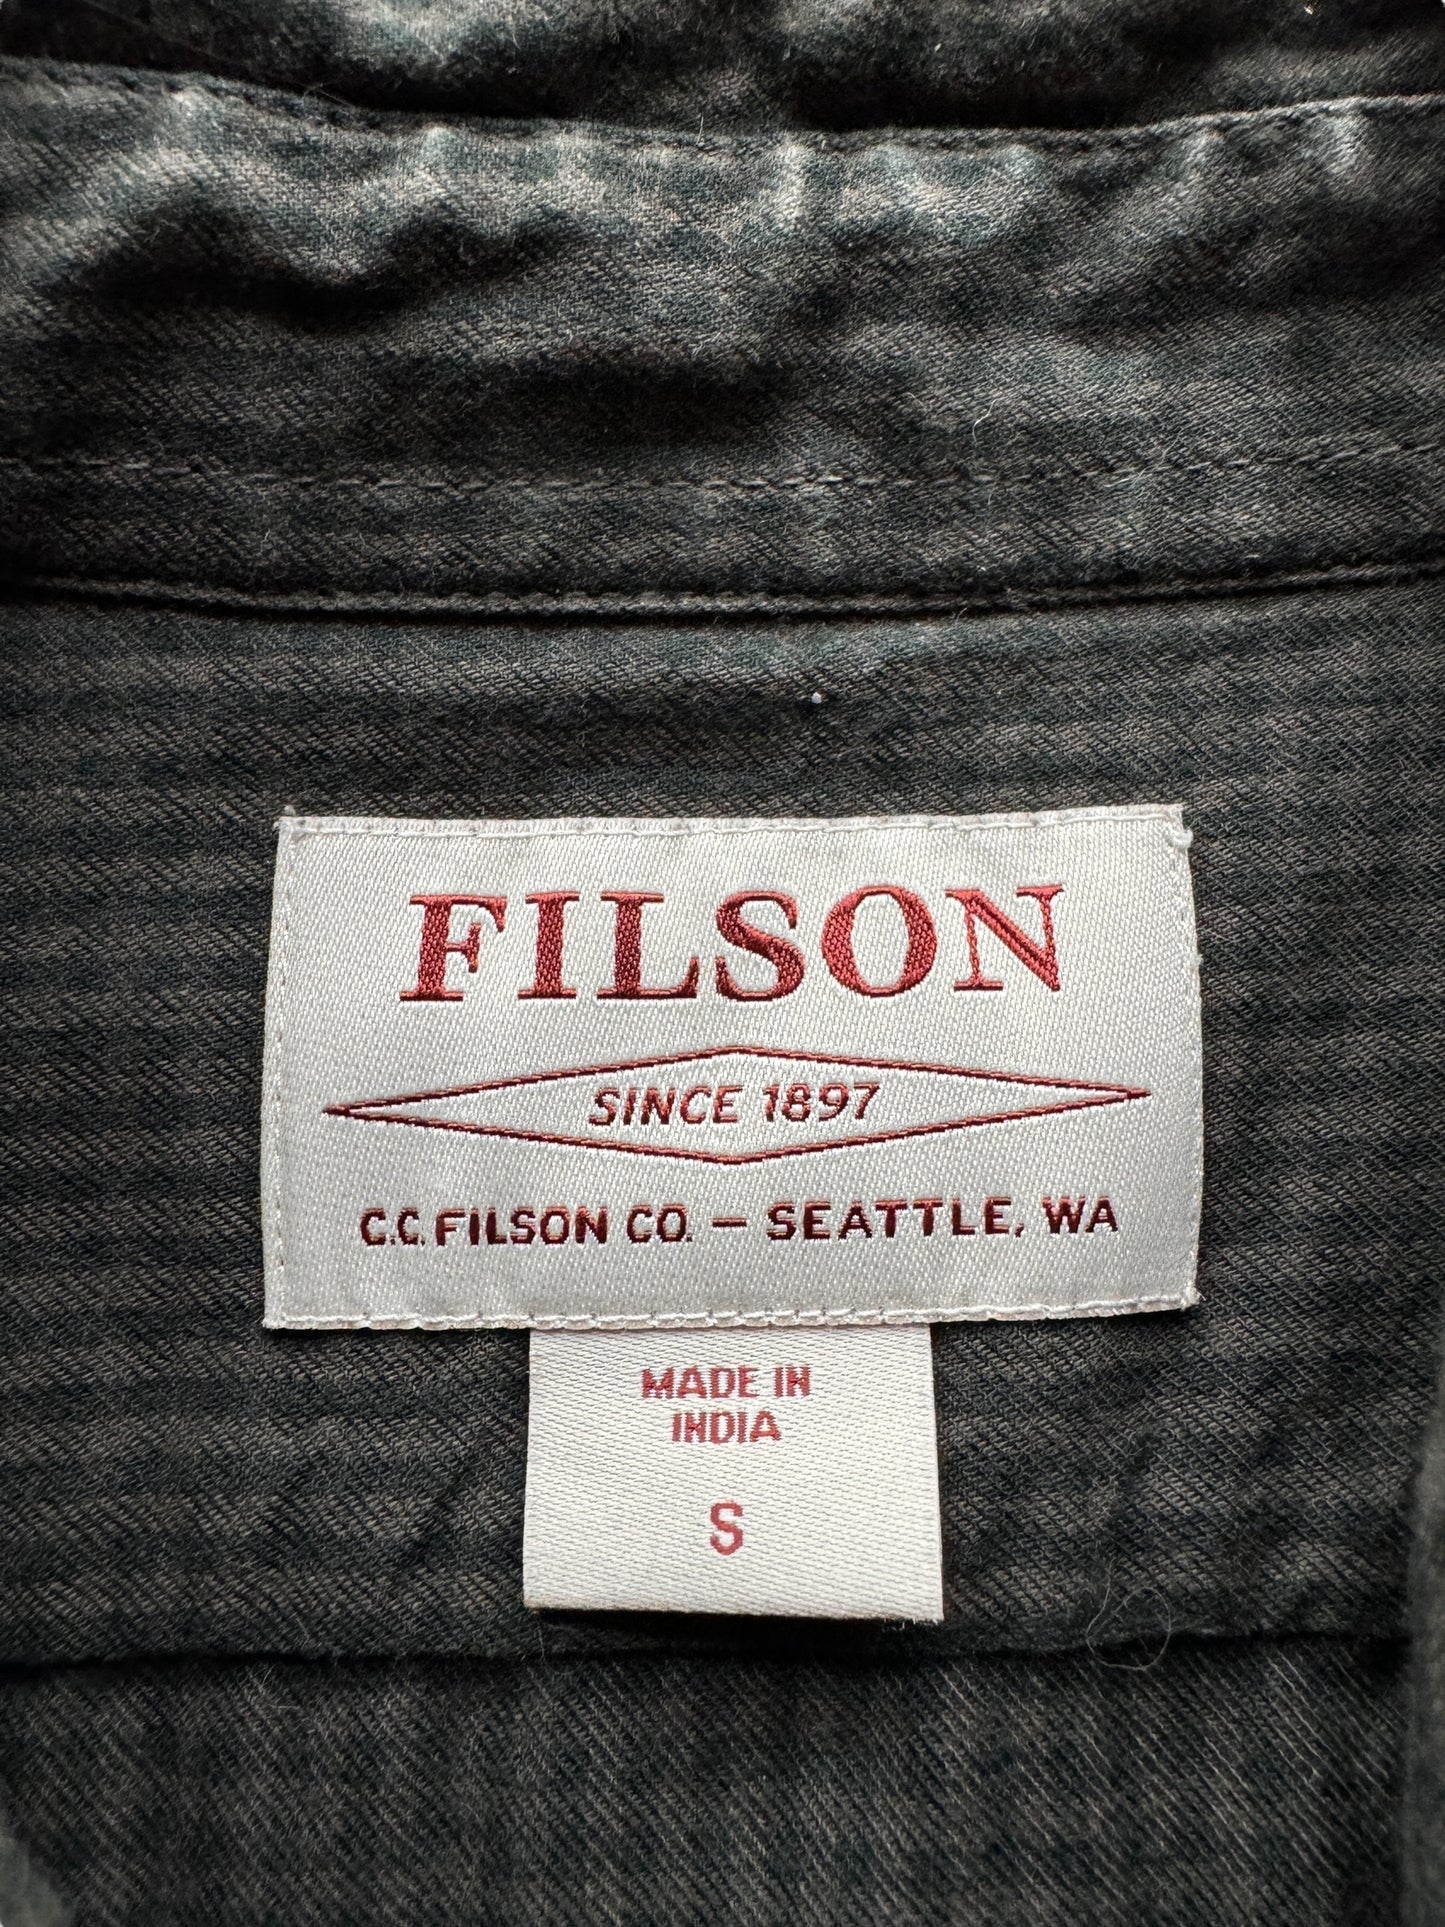 FILSON
SINCE 1897
C.C. FILSON CO. — SEATTLE, WA
MADE IN
INDIA
S